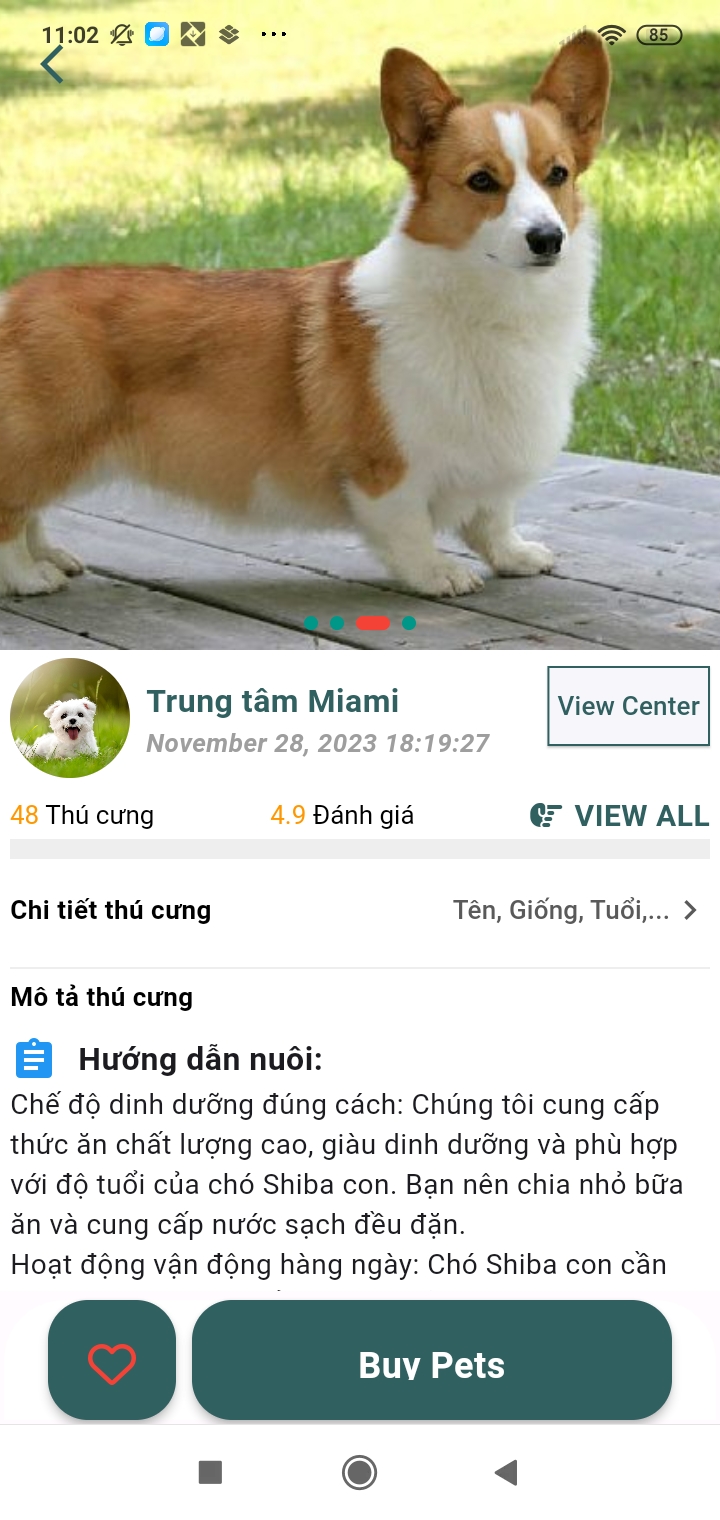 11:02
85
Trung tâm Miami
View Center
November 28, 2023 18:19:27
48 Thú cưng
4.9 Đánh giá
VIEW ALL
Chi tiết thú cưng
Tên, Giống, Tuổi,...
Mô tả thú cưng
Hướng dẫn nuôi:
Chế độ dinh dưỡng đúng cách: Chúng tôi cung cấp
thức ăn chất lượng cao, giàu dinh dưỡng và phù hợp
với độ tuổi của chó Shiba con. Bạn nên chia nhỏ bữa
ăn và cung cấp nước sạch đều đặn.
Hoạt động vận động hàng ngày: Chó Shiba con cần
Buy Pets